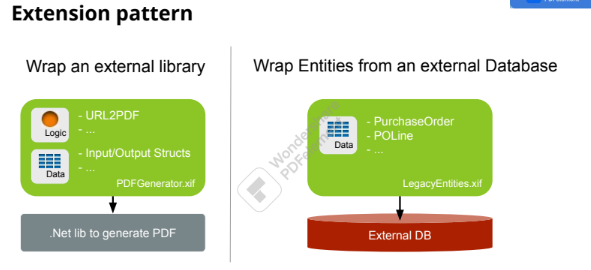 Extension pattern
Wrap an external library
- URL2PDF
- ...
Logic
- Input/Output Structs
- ...
Data
PDFGenerator.xif
.Net lib to generate PDF
Wrap Entities from an external Database
- PurchaseOrder
- POLine
- ...
Data
LegacyEntities.xif
External DB
Wondershare
PDFelement